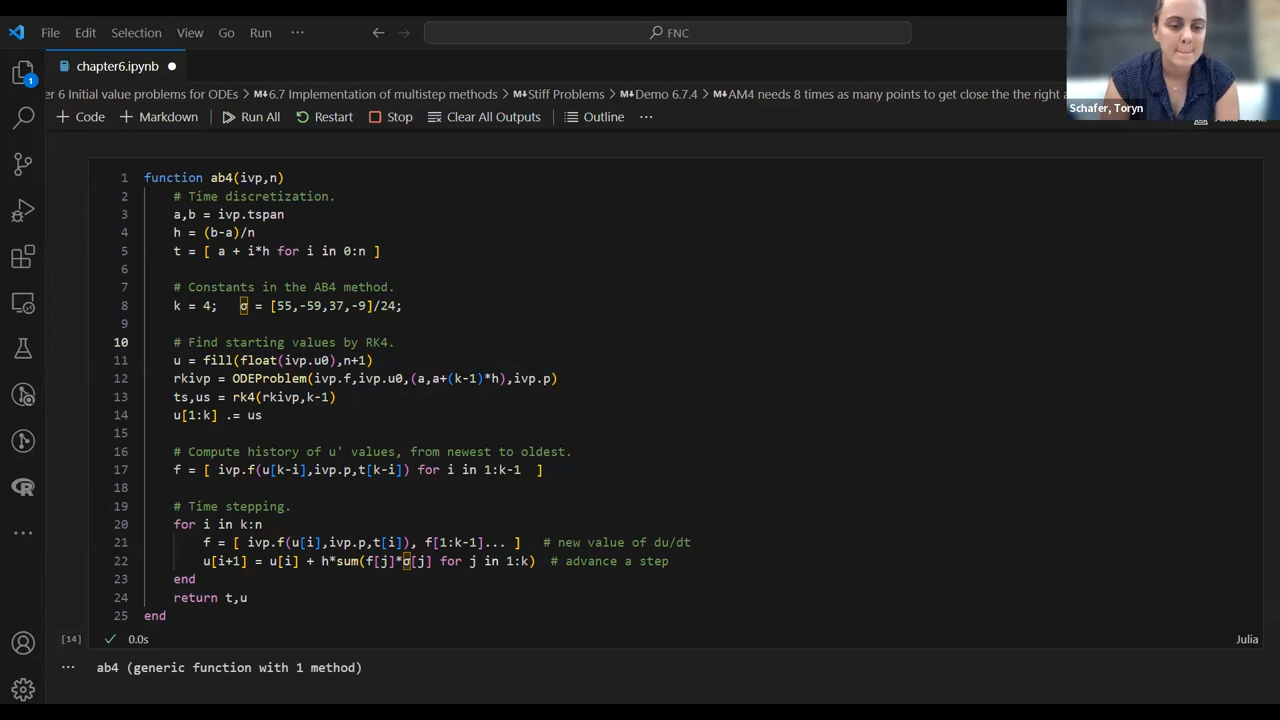 File Edit Selection View Go Run ··· FNC
chapter6.ipynb
er 6 Initial value problems for ODEs > M↓6.7 Implementation of multistep methods > M↓Stiff Problems > M↓Demo 6.7.4 > M↓AM4 needs 8 times as many points to get close the the right a
Schafer, Toryn
+ Code + Markdown Run All Restart Stop Clear All Outputs Outline ···
1 function ab4(ivp,n)
2 # Time discretization.
3 a,b = ivp.tspan
4 h = (b-a)/n
5 t = [ a + i*h for i in 0:n ]
6
7 # Constants in the AB4 method.
8 k = 4; σ = [55,-59,37,-9]/24;
9
10 # Find starting values by RK4.
11 u = fill(float(ivp.u0),n+1)
12 rkivp = ODEProblem(ivp.f,ivp.u0,(a,a+(k-1)*h),ivp.p)
13 ts,us = rk4(rkivp,k-1)
14 u[1:k] .= us
15
16 # Compute history of u' values, from newest to oldest.
17 f = [ ivp.f(u[k-i],ivp.p,t[k-i]) for i in 1:k-1 ]
18
19 # Time stepping.
20 for i in k:n
21 f = [ ivp.f(u[i],ivp.p,t[i]), f[1:k-1]... ] # new value of du/dt
22 u[i+1] = u[i] + h*sum(f[j]*σ[j] for j in 1:k) # advance a step
23 end
24 return t,u
25 end
[14] 0.0s Julia
··· ab4 (generic function with 1 method)
1
R